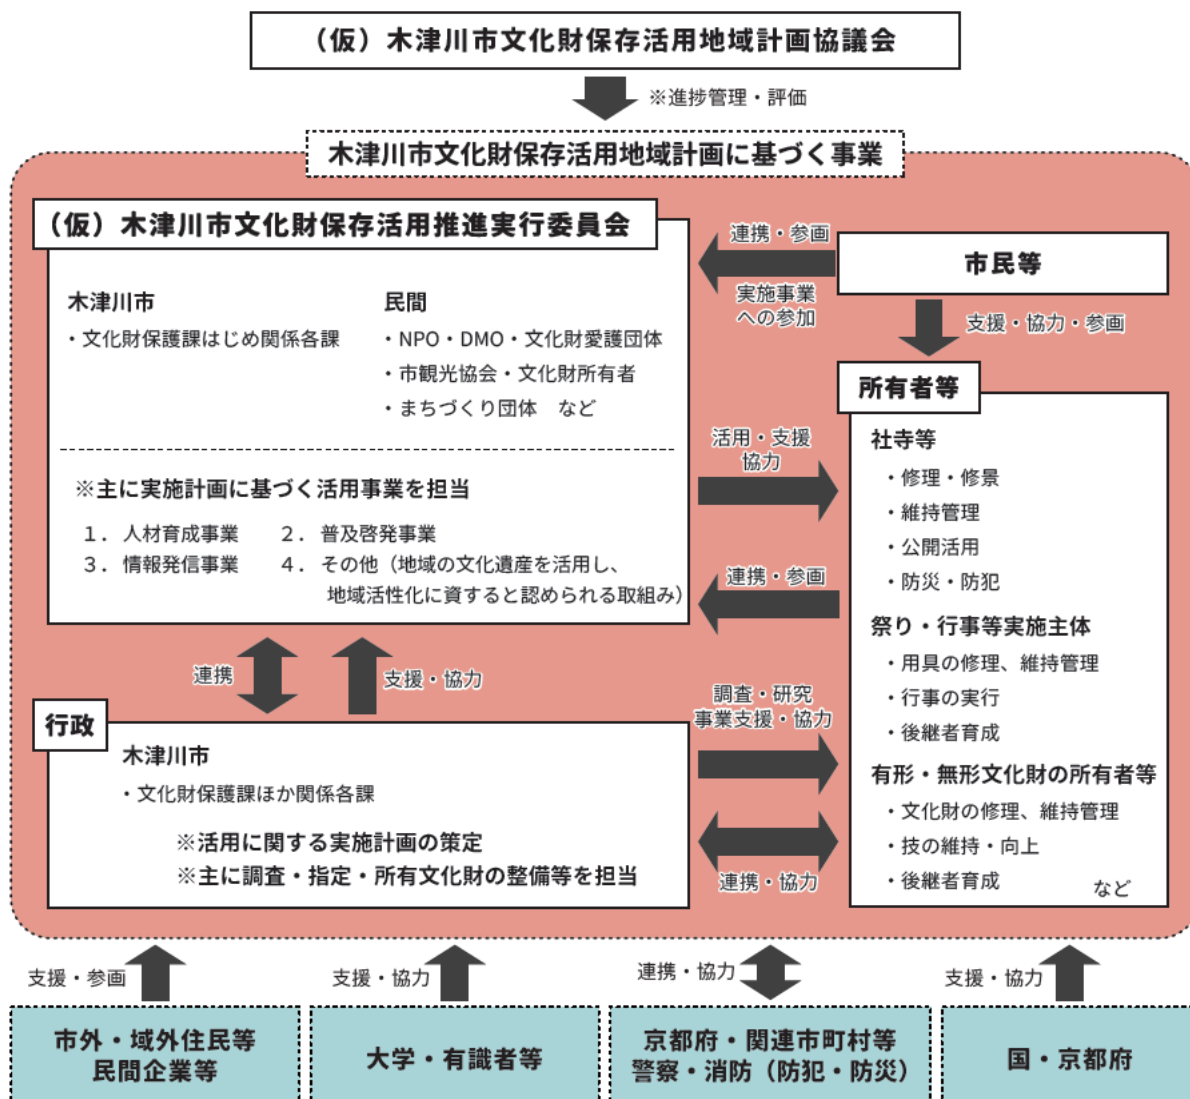 （仮）木津川市文化財保存活用地域計画協議会
※進捗管理・評価
木津川市文化財保存活用地域計画に基づく事業
（仮）木津川市文化財保存活用推進実行委員会
木津川市
・文化財保護課はじめ関係各課
民間
・NPO・DMO・文化財愛護団体
・市観光協会・文化財所有者
・まちづくり団体　など
※主に実施計画に基づく活用事業を担当
１．人材育成事業　２．普及啓発事業
３．情報発信事業　４．その他（地域の文化遺産を活用し、
地域活性化に資すると認められる取組み）
連携・参画
実施事業
への参加
市民等
支援・協力・参画
活用・支援
協力
連携・参画
所有者等
社寺等
・修理・修景
・維持管理
・公開活用
・防災・防犯
祭り・行事等実施主体
・用具の修理、維持管理
・行事の実行
・後継者育成
有形・無形文化財の所有者等
・文化財の修理、維持管理
・技の維持・向上
・後継者育成
など
連携
支援・協力
行政
木津川市
・文化財保護課ほか関係各課
※活用に関する実施計画の策定
※主に調査・指定・所有文化財の整備等を担当
調査・研究
事業支援・協力
連携・協力
支援・参画
市外・域外住民等
民間企業等
支援・協力
大学・有識者等
連携・協力
京都府・関連市町村等
警察・消防（防犯・防災）
支援・協力
国・京都府